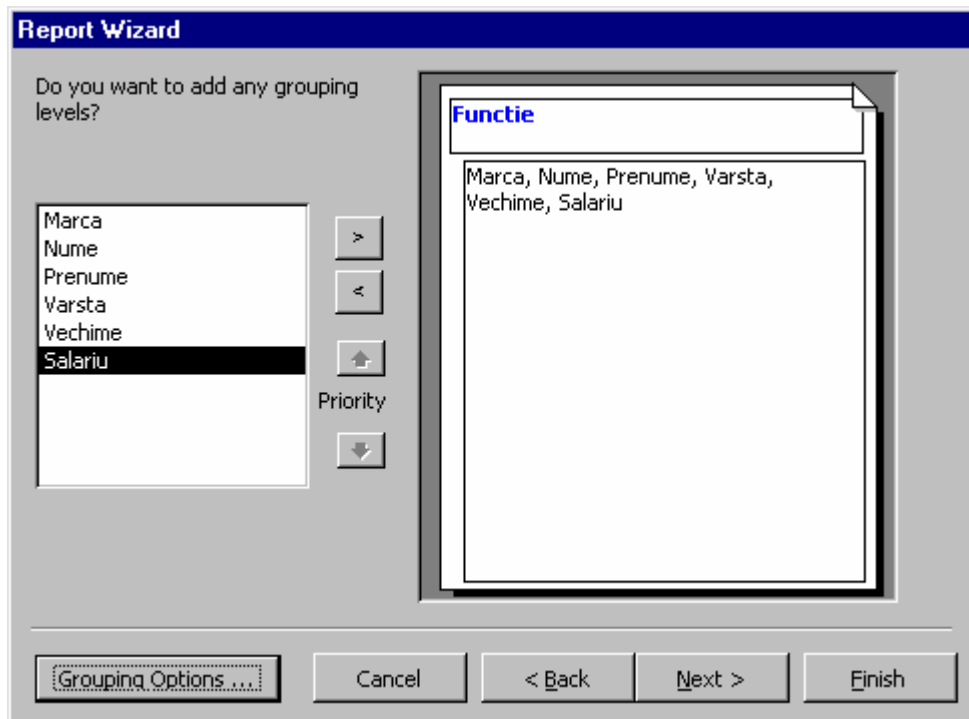 Report Wizard
Do you want to add any grouping
levels?
Marca
Nume
Prenume
Varsta
Vechime
Salariu
>
<
Priority
Functie
Marca, Nume, Prenume, Varsta,
Vechime, Salariu
Grouping Options ...
Cancel
< Back
Next >
Finish